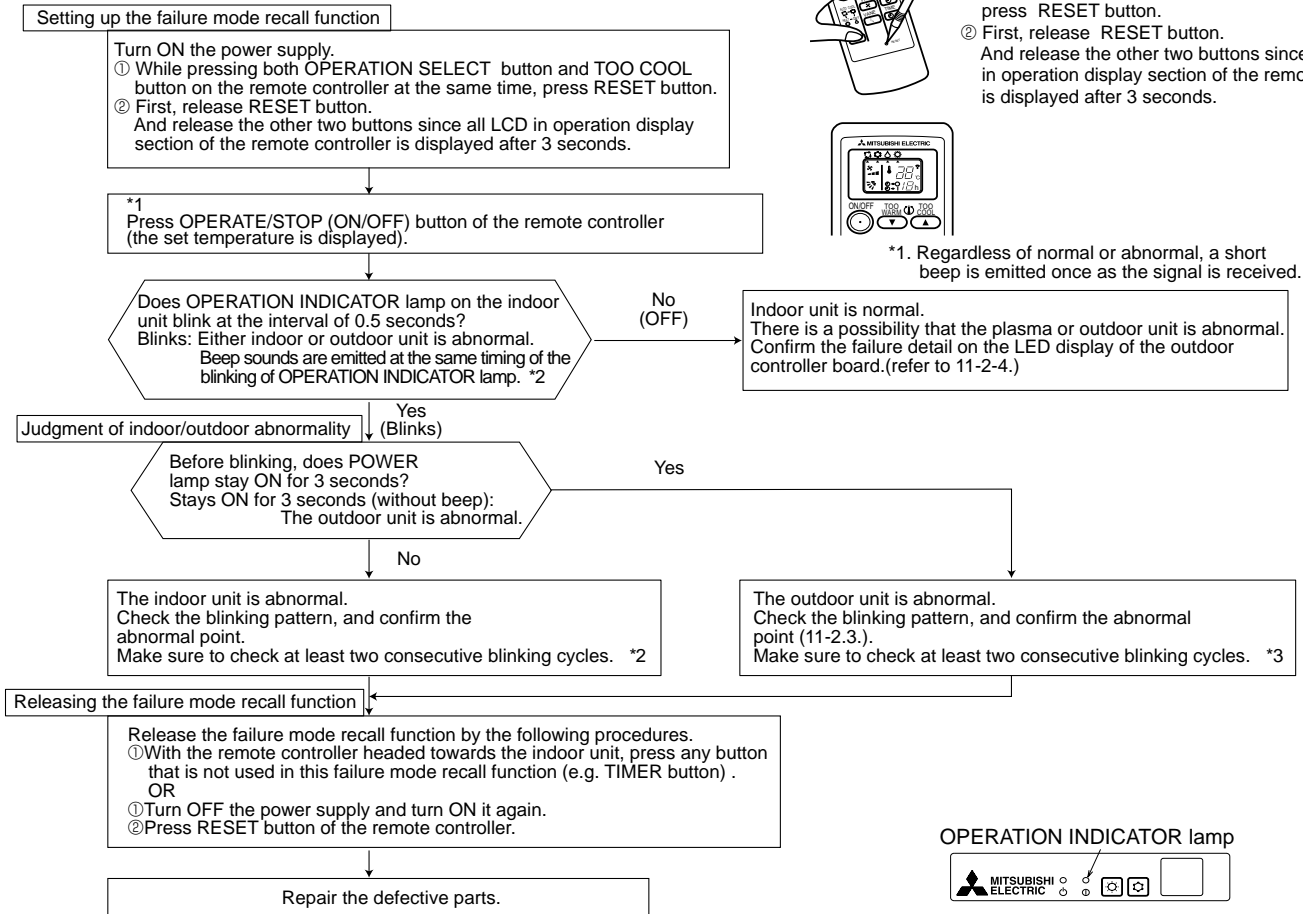 Setting up the failure mode recall function
Turn ON the power supply.
① While pressing both OPERATION SELECT button and TOO COOL
button on the remote controller at the same time, press RESET button.
② First, release RESET button.
And release the other two buttons since all LCD in operation display
section of the remote controller is displayed after 3 seconds.
press RESET button.
② First, release RESET button.
And release the other two buttons since
in operation display section of the remo
is displayed after 3 seconds.
MITSUBISHI ELECTRIC
ON/OFF TOO WARM TOO COOL
*1
Press OPERATE/STOP (ON/OFF) button of the remote controller
(the set temperature is displayed).
*1. Regardless of normal or abnormal, a short
beep is emitted once as the signal is received.
Does OPERATION INDICATOR lamp on the indoor
unit blink at the interval of 0.5 seconds?
Blinks: Either indoor or outdoor unit is abnormal.
Beep sounds are emitted at the same timing of the
blinking of OPERATION INDICATOR lamp. *2
No
(OFF)
Indoor unit is normal.
There is a possibility that the plasma or outdoor unit is abnormal.
Confirm the failure detail on the LED display of the outdoor
controller board.(refer to 11-2-4.)
Yes
(Blinks)
Judgment of indoor/outdoor abnormality
Before blinking, does POWER
lamp stay ON for 3 seconds?
Stays ON for 3 seconds (without beep):
The outdoor unit is abnormal.
Yes
No
The indoor unit is abnormal.
Check the blinking pattern, and confirm the
abnormal point.
Make sure to check at least two consecutive blinking cycles. *2
The outdoor unit is abnormal.
Check the blinking pattern, and confirm the abnormal
point (11-2.3.).
Make sure to check at least two consecutive blinking cycles. *3
Releasing the failure mode recall function
Release the failure mode recall function by the following procedures.
①With the remote controller headed towards the indoor unit, press any button
that is not used in this failure mode recall function (e.g. TIMER button) .
OR
①Turn OFF the power supply and turn ON it again.
②Press RESET button of the remote controller.
Repair the defective parts.
OPERATION INDICATOR lamp
MITSUBISHI
ELECTRIC